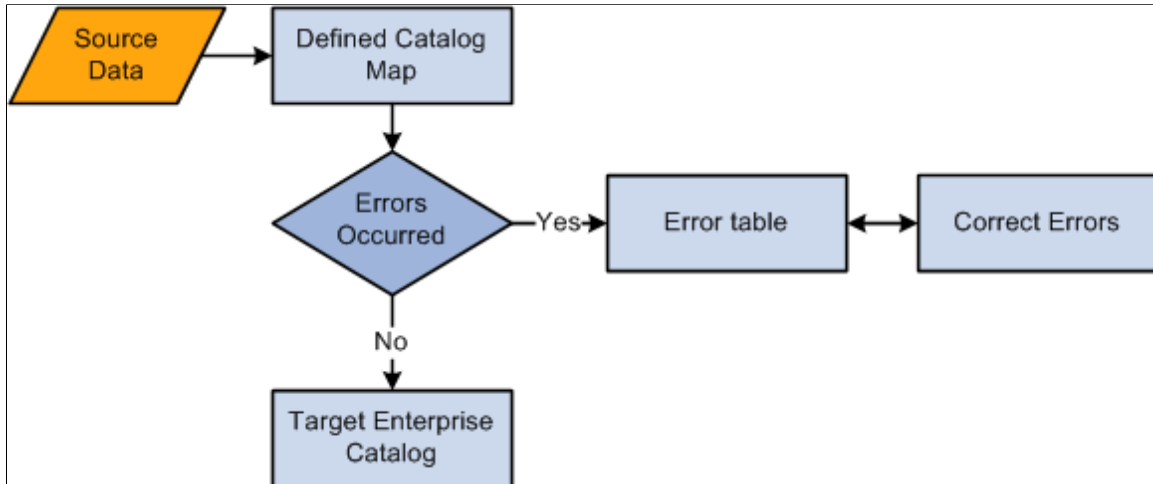 Source
Data
Defined Catalog
Map
Errors
Occurred
Yes
Error table
Correct Errors
No
Target Enterprise
Catalog